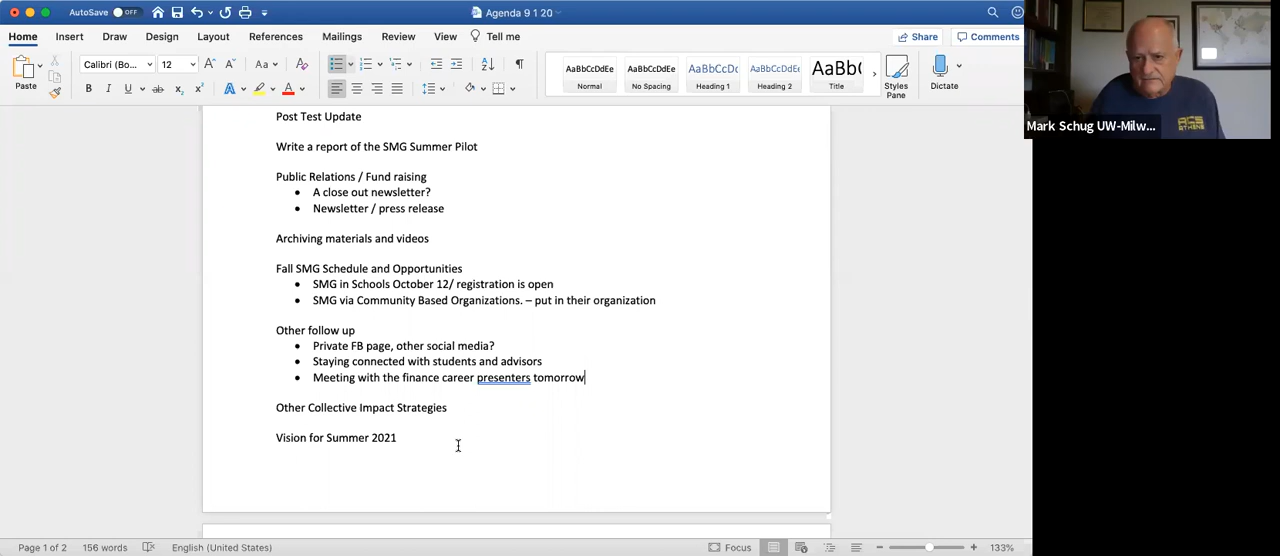 AutoSave OFF
Agenda 9 1 20
Home Insert Draw Design Layout References Mailings Review View Tell me
Share Comments
Paste
Calibri (Bo... 12
AaBbCcDdEe AaBbCcDdEe AaBbCcDc AaBbCcDdEe AaBb(
Normal No Spacing Heading 1 Heading 2 Title
Styles
Pane
Dictate
Post Test Update
Write a report of the SMG Summer Pilot
Public Relations / Fund raising
• A close out newsletter?
• Newsletter / press release
Archiving materials and videos
Fall SMG Schedule and Opportunities
• SMG in Schools October 12/ registration is open
• SMG via Community Based Organizations. – put in their organization
Other follow up
• Private FB page, other social media?
• Staying connected with students and advisors
• Meeting with the finance career presenters tomorrow
Other Collective Impact Strategies
Vision for Summer 2021
Page 1 of 2 156 words English (United States) Focus 133%
ACS
ATHENS
Mark Schug UW-Milw...